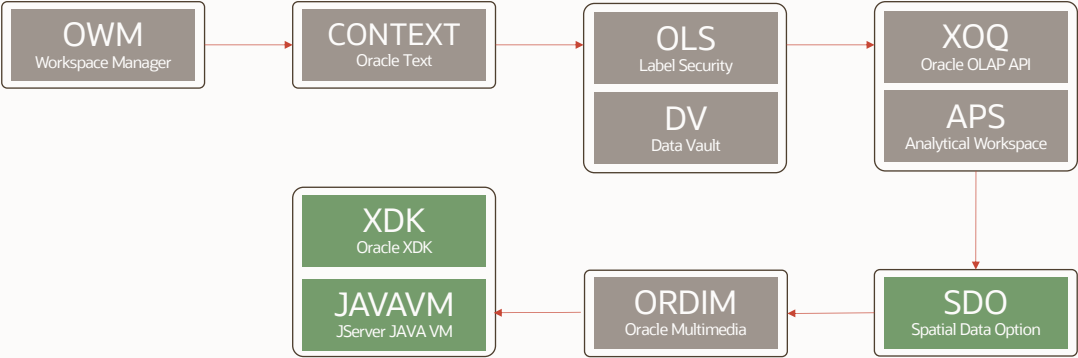 OWM
Workspace Manager
CONTEXT
Oracle Text
OLS
Label Security
DV
Data Vault
XOQ
Oracle OLAP API
APS
Analytical Workspace
SDO
Spatial Data Option
ORDIM
Oracle Multimedia
XDK
Oracle XDK
JAVAVM
JServer JAVA VM